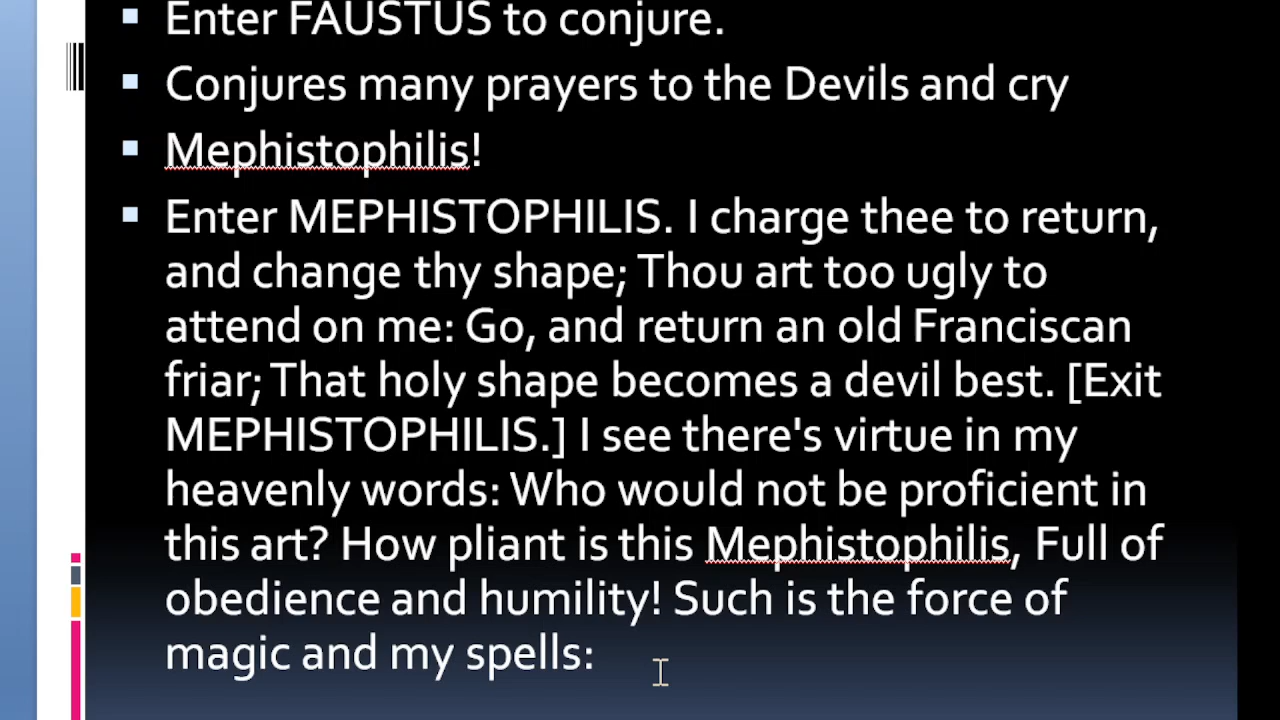 Enter FAUSTUS to conjure.
Conjures many prayers to the Devils and cry
Mephistophilis!
Enter MEPHISTOPHILIS. I charge thee to return,
and change thy shape; Thou art too ugly to
attend on me: Go, and return an old Franciscan
friar; That holy shape becomes a devil best. [Exit
MEPHISTOPHILIS.] I see there's virtue in my
heavenly words: Who would not be proficient in
this art? How pliant is this Mephistophilis, Full of
obedience and humility! Such is the force of
magic and my spells: